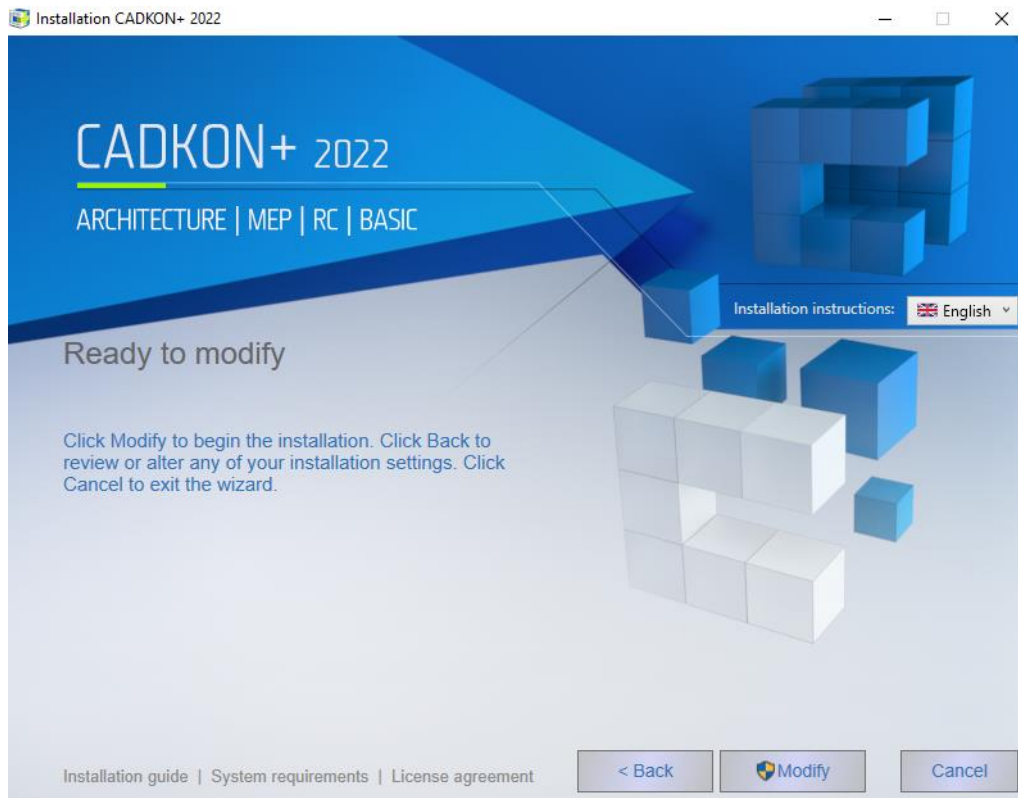 Installation CADKON+ 2022
CADKON+ 2022
ARCHITECTURE | MEP | RC | BASIC
Installation instructions: English
Ready to modify
Click Modify to begin the installation. Click Back to
review or alter any of your installation settings. Click
Cancel to exit the wizard.
Installation guide | System requirements | License agreement
< Back
Modify
Cancel